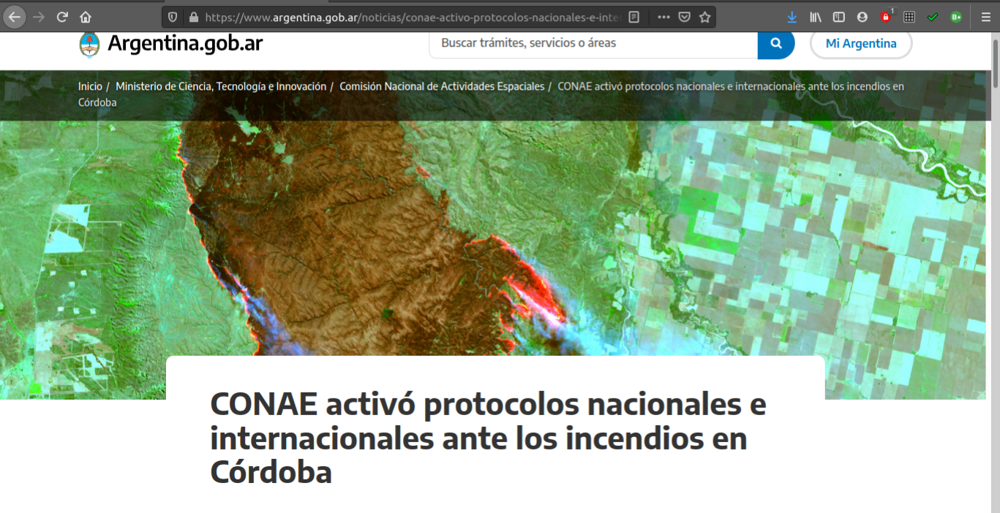 https://www.argentina.gob.ar/noticias/conae-activo-protocolos-nacionales-e-inte
1
B+
Argentina.gob.ar
Buscar trámites, servicios o áreas
Mi Argentina
Inicio / Ministerio de Ciencia, Tecnología e Innovación / Comisión Nacional de Actividades Espaciales / CONAE activó protocolos nacionales e internacionales ante los incendios en
Córdoba
CONAE activó protocolos nacionales e
internacionales ante los incendios en
Córdoba